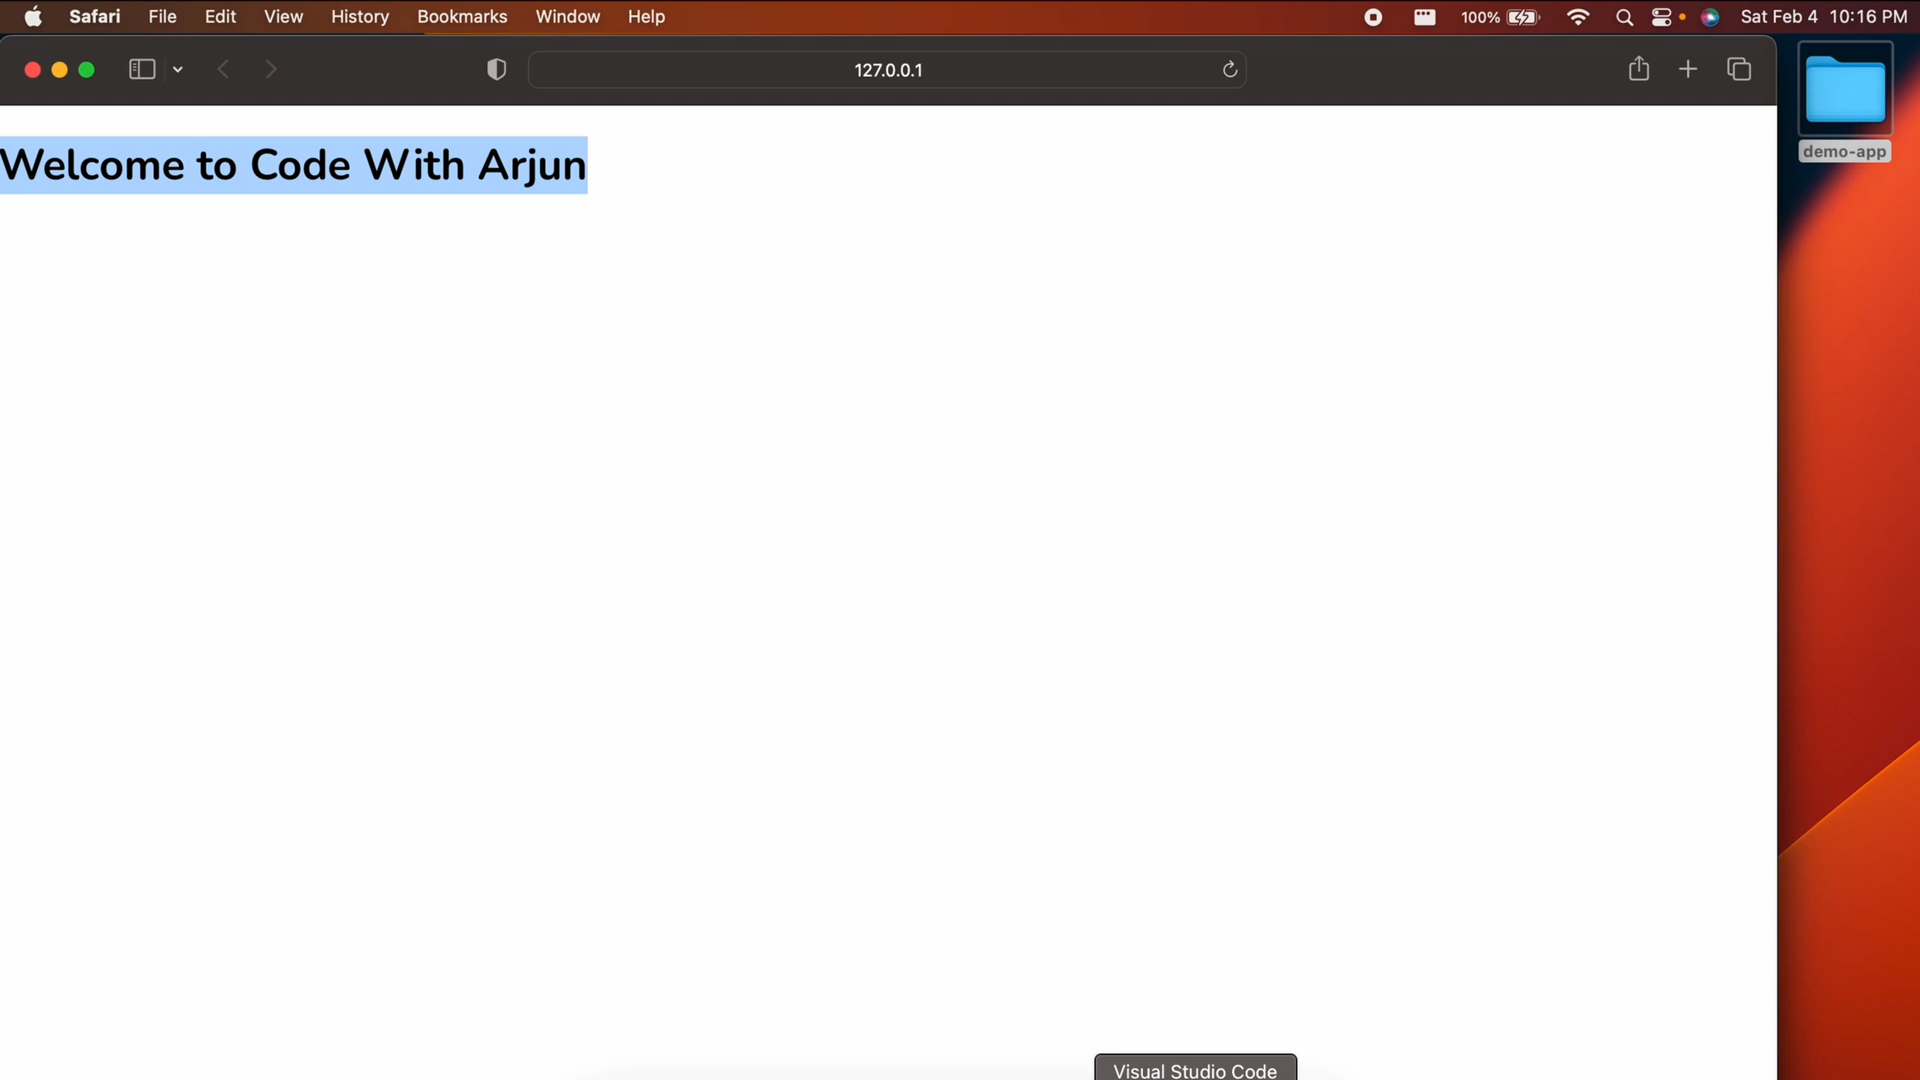 Safari File Edit View History Bookmarks Window Help 100% Sat Feb 4 10:16 PM
127.0.0.1
demo-app
Welcome to Code With Arjun
Visual Studio Code